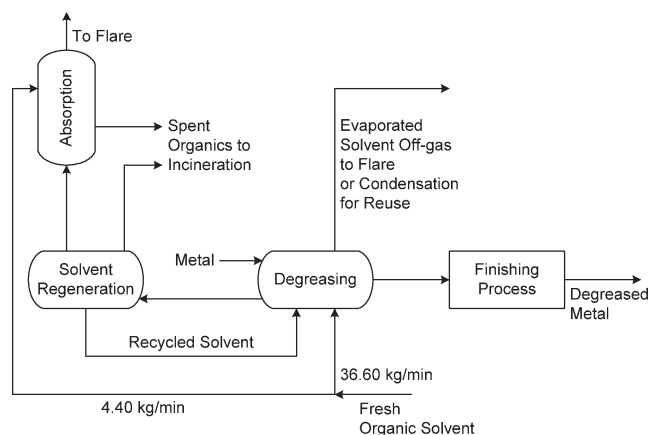 To Flare
Absorption
Spent
Organics to
Incineration
Evaporated
Solvent Off-gas
to Flare
or Condensation
for Reuse
Metal
Solvent
Regeneration
Degreasing
Finishing
Process
Degreased
Metal
Recycled Solvent
36.60 kg/min
4.40 kg/min
Fresh
Organic Solvent